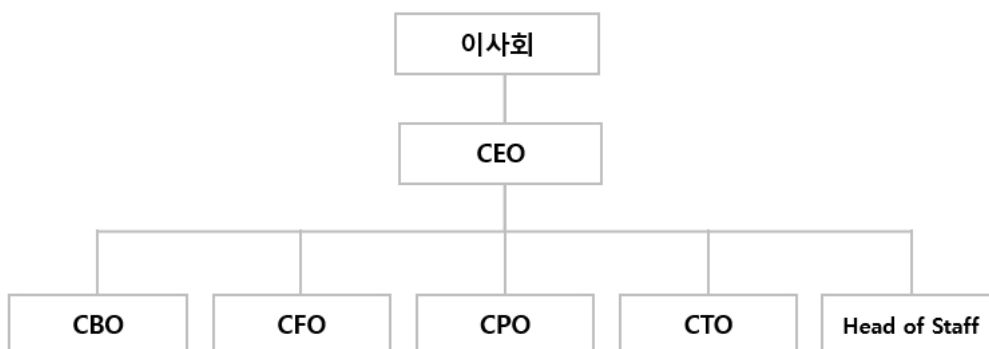 이사회
CEO
CBO CFO CPO CTO Head of Staff